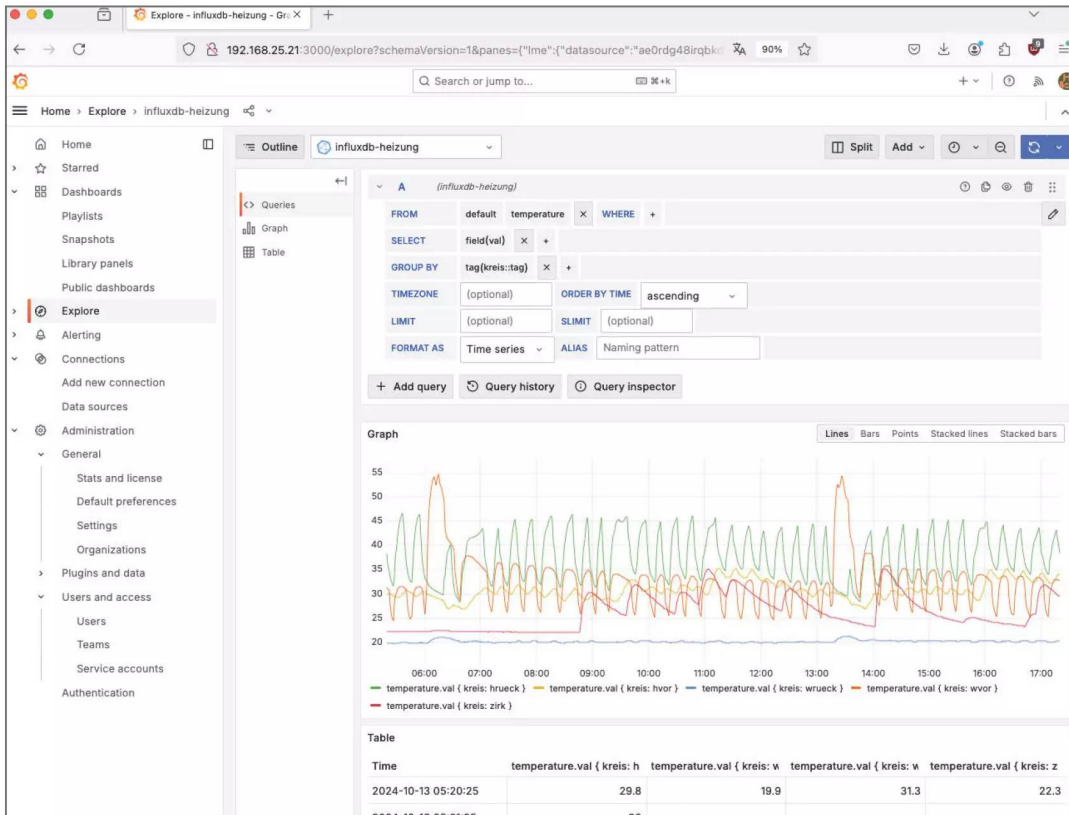 Explore - influxdb-heizung - Gra
192.168.25.21:3000/explore?schemaVersion=1&panes={"lme":{"datasource":"ae0rdg48irqbkd
90%
9
Search or jump to...
⌘+k
Home > Explore > influxdb-heizung
Home
Starred
Dashboards
Playlists
Snapshots
Library panels
Public dashboards
Explore
Alerting
Connections
Add new connection
Data sources
Administration
General
Stats and license
Default preferences
Settings
Organizations
Plugins and data
Users and access
Users
Teams
Service accounts
Authentication
Outline
influxdb-heizung
Split
Add
Queries
Graph
Table
A (influxdb-heizung)
FROM default temperature × WHERE +
SELECT field(val) × +
GROUP BY tag(kreis::tag) × +
TIMEZONE (optional) ORDER BY TIME ascending
LIMIT (optional) SLIMIT (optional)
FORMAT AS Time series ALIAS Naming pattern
+ Add query Query history Query inspector
Graph
Lines Bars Points Stacked lines Stacked bars
55
50
45
40
35
30
25
20
06:00 07:00 08:00 09:00 10:00 11:00 12:00 13:00 14:00 15:00 16:00 17:00
temperature.val { kreis: hrueck } temperature.val { kreis: hvor } temperature.val { kreis: wrueck } temperature.val { kreis: wvor }
temperature.val { kreis: zirk }
Table
Time temperature.val { kreis: h temperature.val { kreis: w temperature.val { kreis: w temperature.val { kreis: z
2024-10-13 05:20:25 29.8 19.9 31.3 22.3